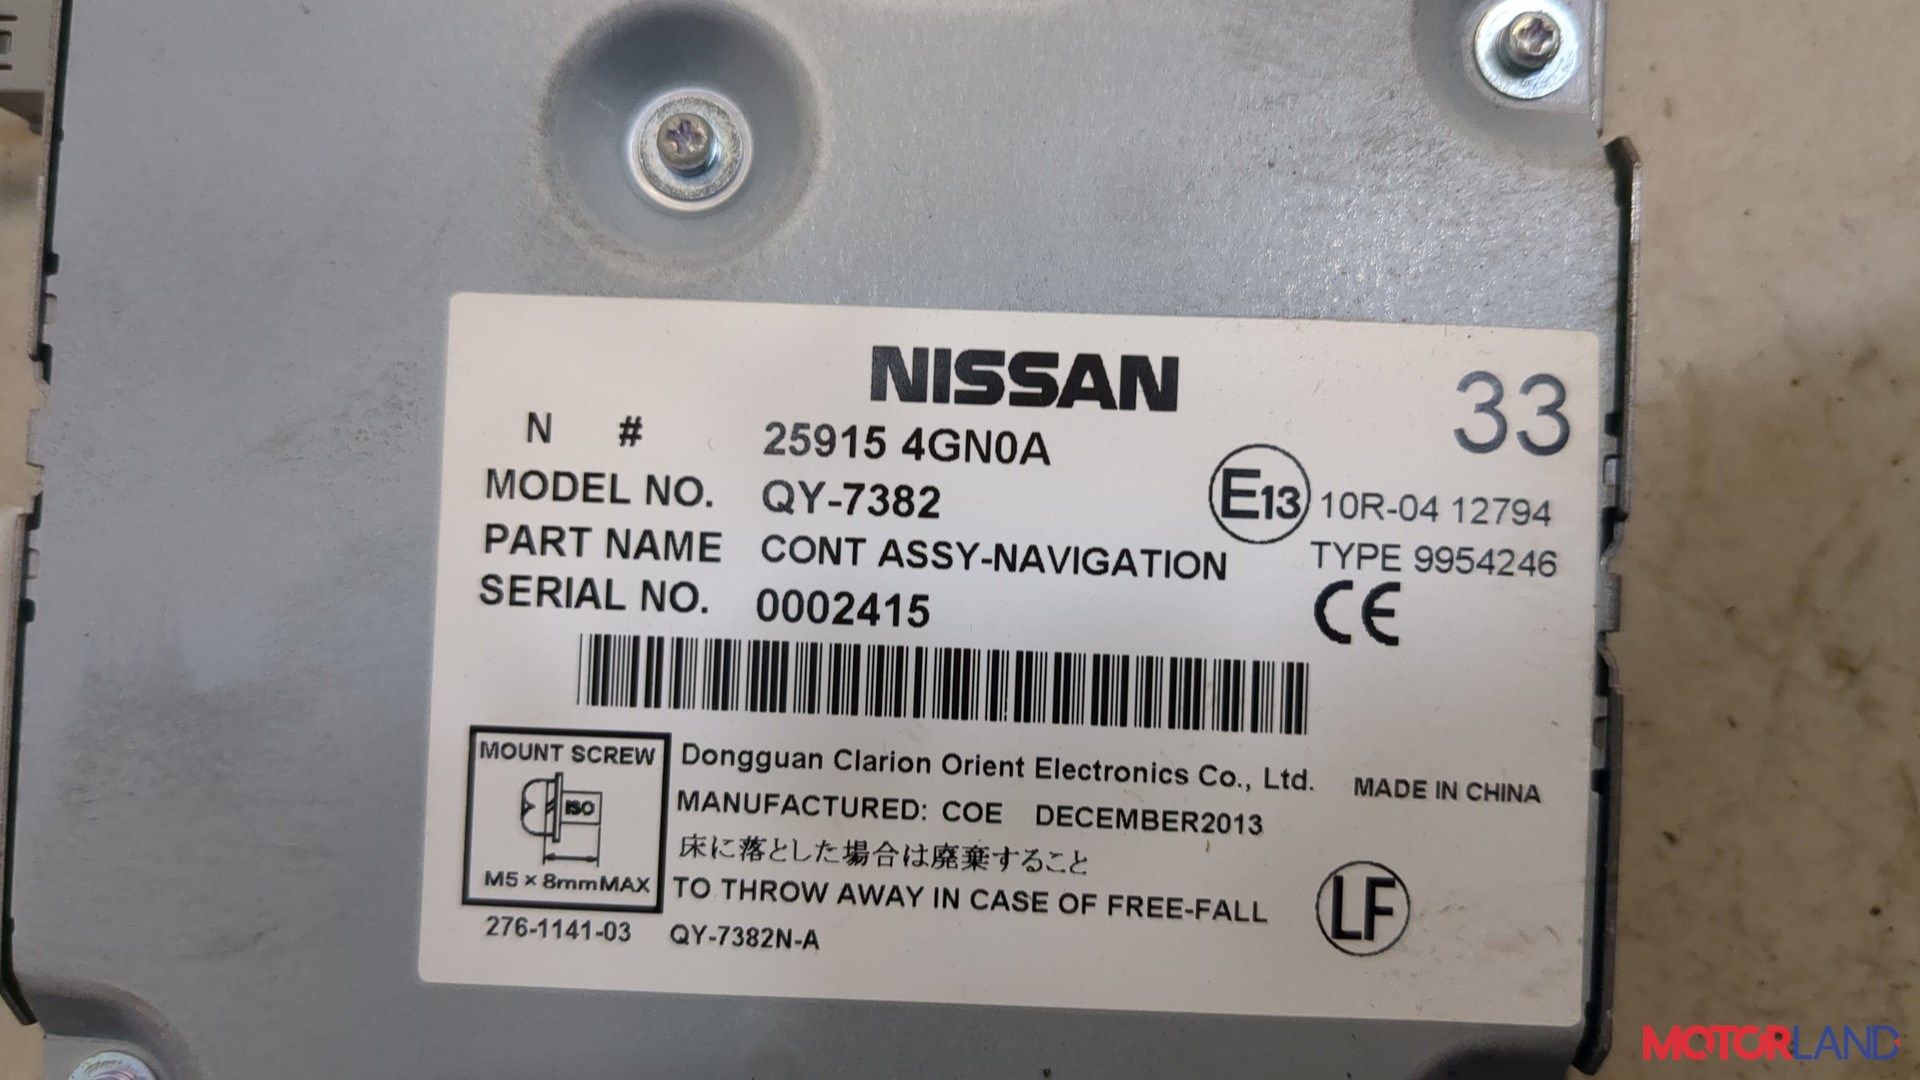 NISSAN
33
N # 25915 4GN0A
MODEL NO. QY-7382
E13 10R-04 12794
PART NAME CONT ASSY-NAVIGATION
TYPE 9954246
SERIAL NO. 0002415
CE
MOUNT SCREW
ISO
M5 × 8mmMAX
Dongguan Clarion Orient Electronics Co., Ltd. MADE IN CHINA
MANUFACTURED: COE DECEMBER2013
床に落とした場合は廃棄すること
TO THROW AWAY IN CASE OF FREE-FALL
LF
276-1141-03 QY-7382N-A
MOTORLAND